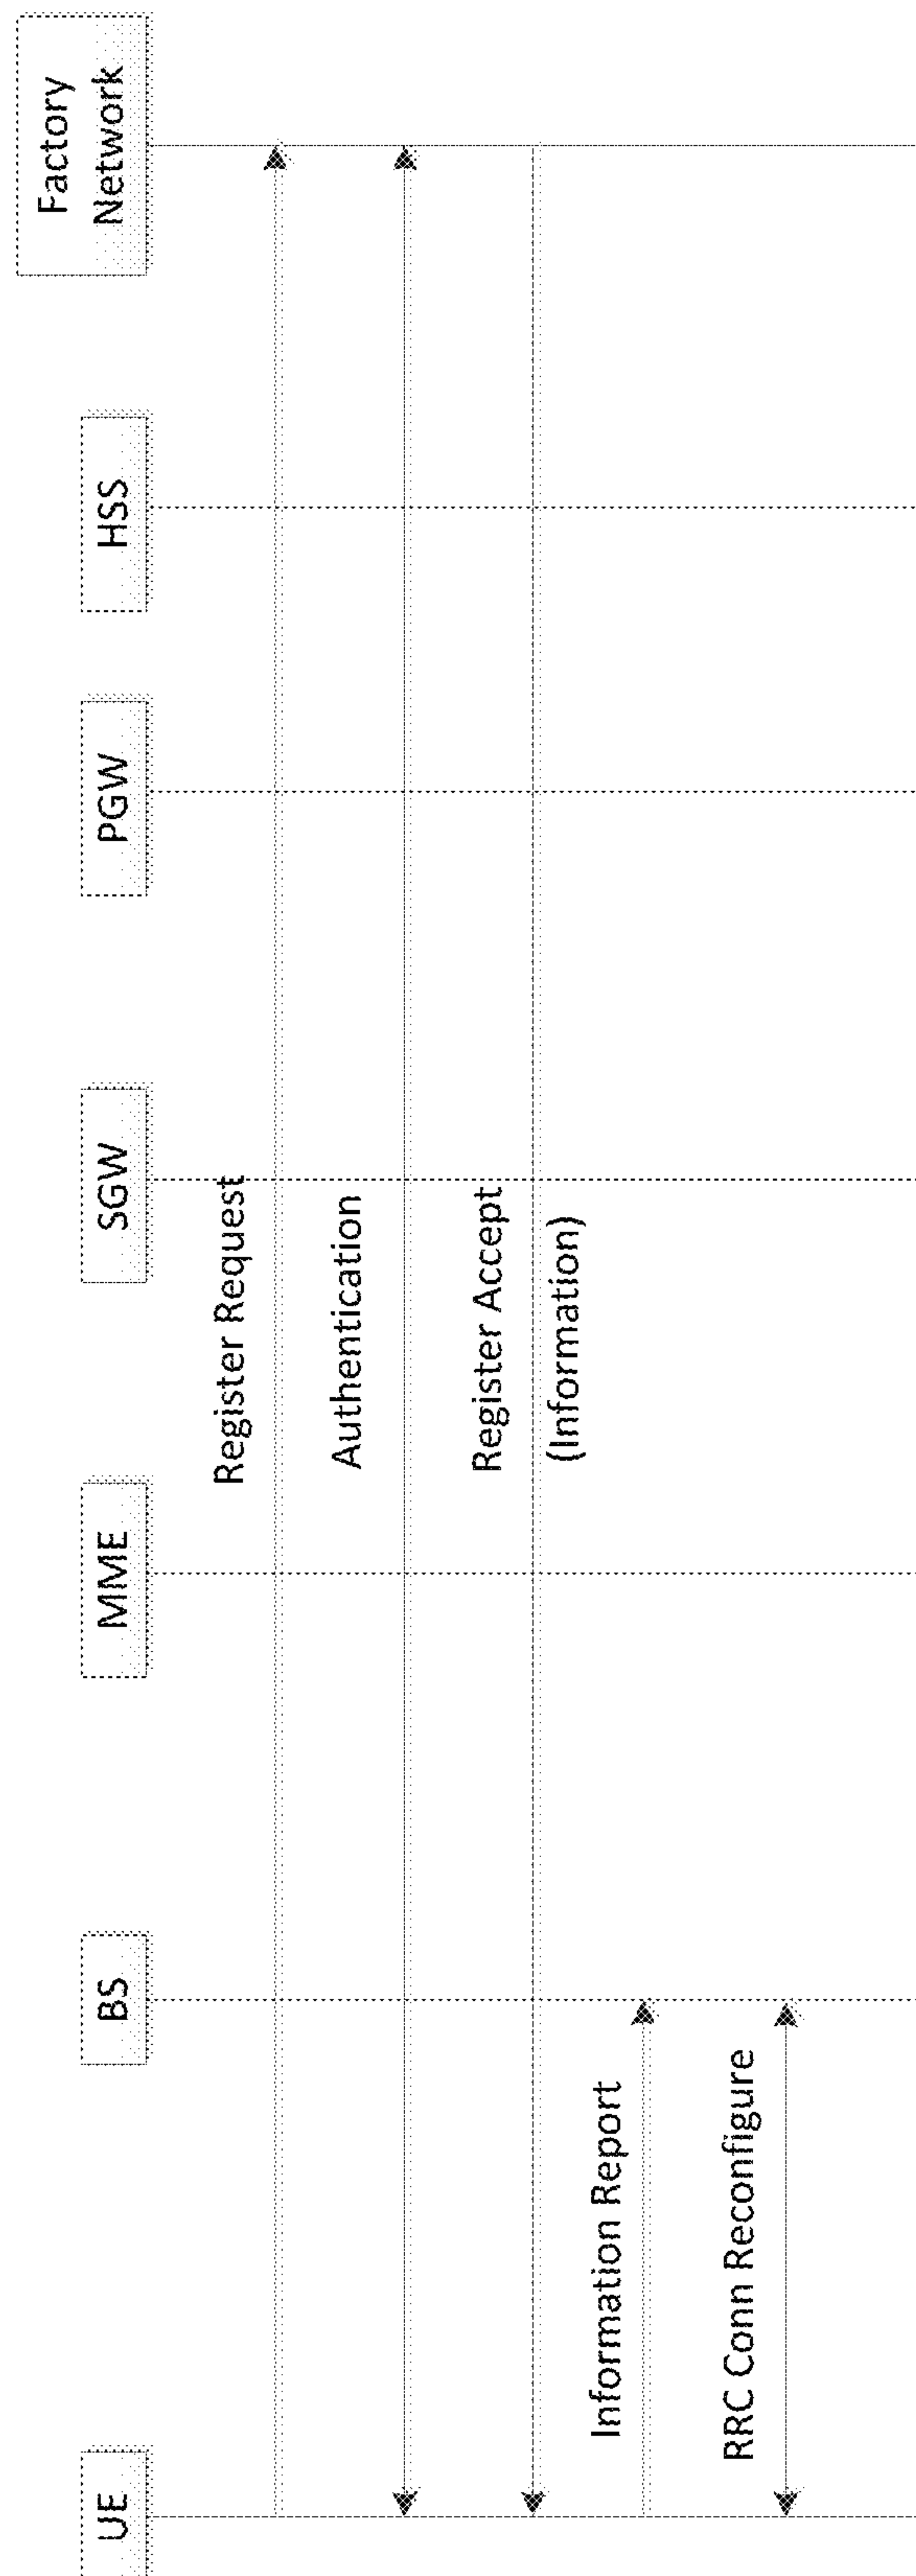 UE
BS
MME
SGW
PGW
HSS
Factory
Network
Register Request
Authentication
Register Accept
(Information)
Information Report
RRC Conn Reconfigure